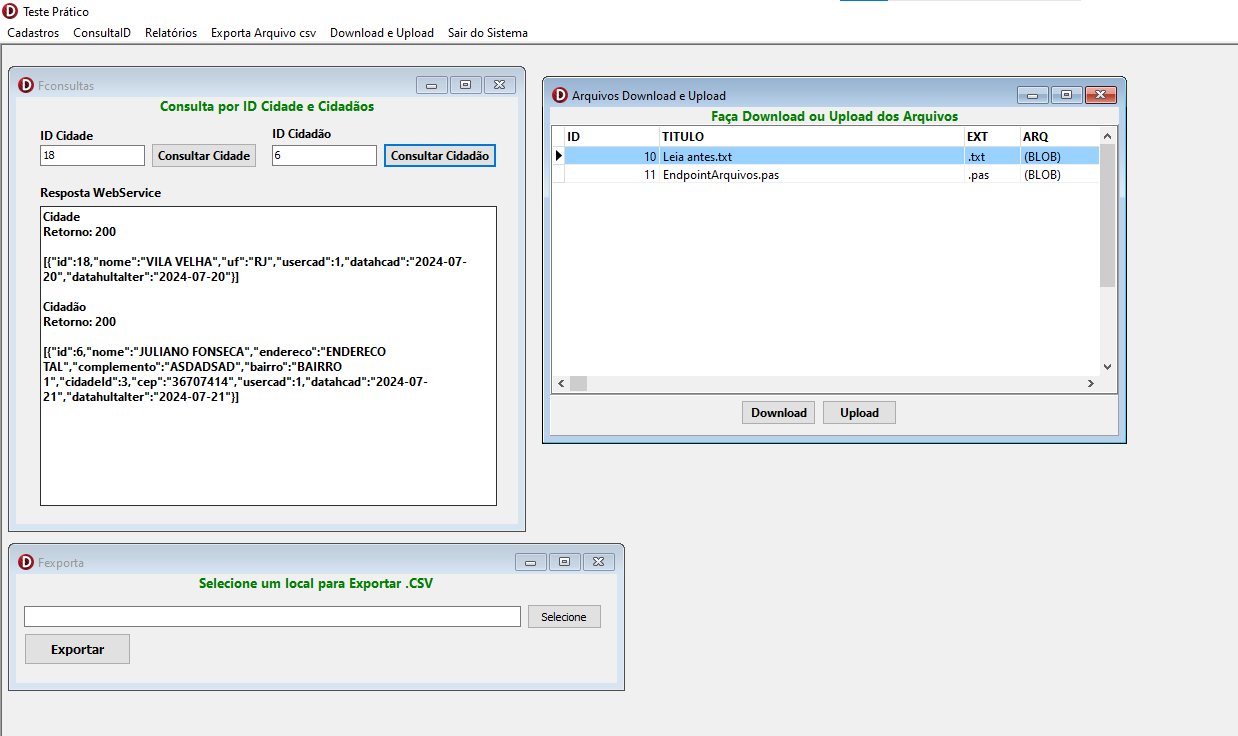 Teste Prático
Cadastros ConsultaID Relatórios Exporta Arquivo csv Download e Upload Sair do Sistema
Fconsultas
Consulta por ID Cidade e Cidadãos
ID Cidade ID Cidadão
18 Consultar Cidade 6 Consultar Cidadão
Resposta WebService
Cidade
Retorno: 200
[{"id":18,"nome":"VILA VELHA","uf":"RJ","usercad":1,"datahcad":"2024-07-
20","datahultalter":"2024-07-20"}]
Cidadão
Retorno: 200
[{"id":6,"nome":"JULIANO FONSECA","endereco":"ENDERECO
TAL","complemento":"ASDADSAD","bairro":"BAIRRO
1","cidadeId":3,"cep":"36707414","usercad":1,"datahcad":"2024-07-
21","datahultalter":"2024-07-21"}]
Arquivos Download e Upload
Faça Download ou Upload dos Arquivos
ID TITULO EXT ARQ
10 Leia antes.txt .txt (BLOB)
11 EndpointArquivos.pas .pas (BLOB)
Download Upload
Fexporta
Selecione um local para Exportar .CSV
Selecione
Exportar